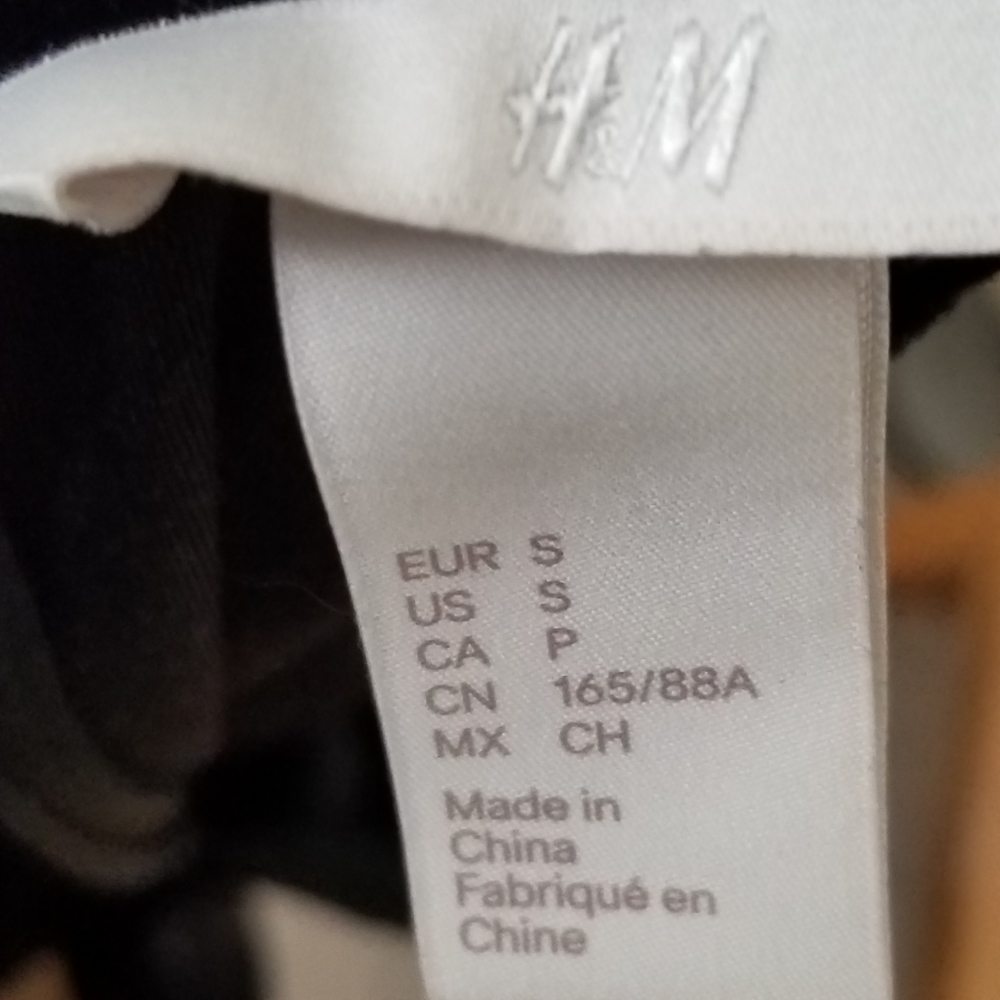 H&M
EUR S
US S
CA P
CN 165/88A
MX CH
Made in
China
Fabriqué en
Chine